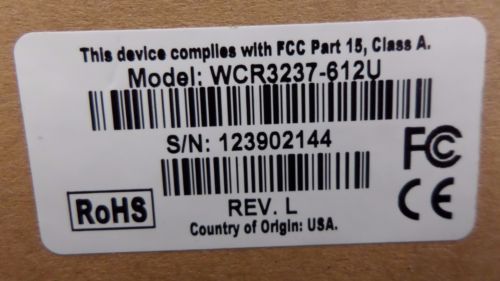 This device complies with FCC Part 15, Class A.
Model: WCR3237-612U
S/N: 123902144
FC
CE
RoHS
REV. L
Country of Origin: USA.